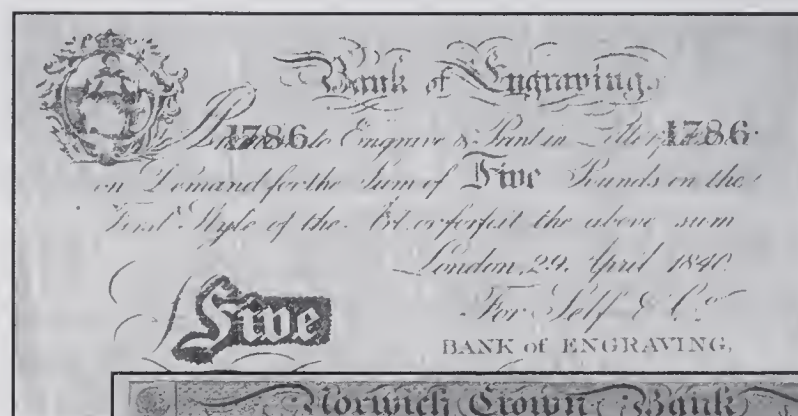 Bank of Engraving
1786 to Engrave & Print in 1786
on Demand for the Sum of Five Pounds in the
First Style of the Art or forfeit the above sum
London, 29, April 1840
Five For Self & Co.
BANK of ENGRAVING,
Norwich Crown Bank